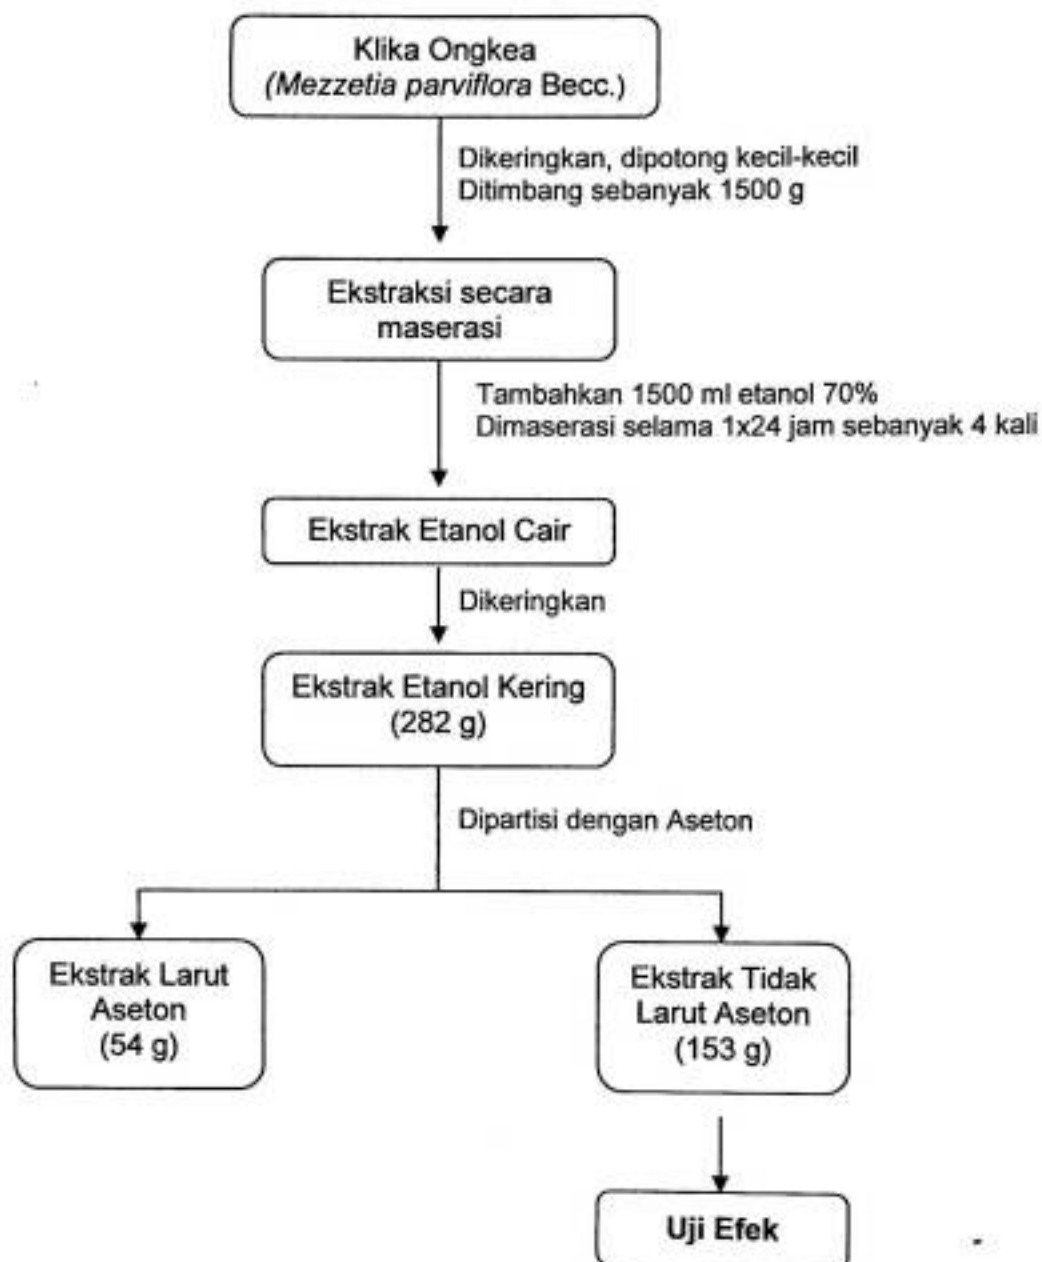 Klika Ongkea
(Mezzetia parviflora Becc.)
Dikeringkan, dipotong kecil-kecil
Ditimbang sebanyak 1500 g
Ekstraksi secara
maserasi
Tambahkan 1500 ml etanol 70%
Dimaserasi selama 1x24 jam sebanyak 4 kali
Ekstrak Etanol Cair
Dikeringkan
Ekstrak Etanol Kering
(282 g)
Dipartisi dengan Aseton
Ekstrak Larut
Aseton
(54 g)
Ekstrak Tidak
Larut Aseton
(153 g)
Uji Efek